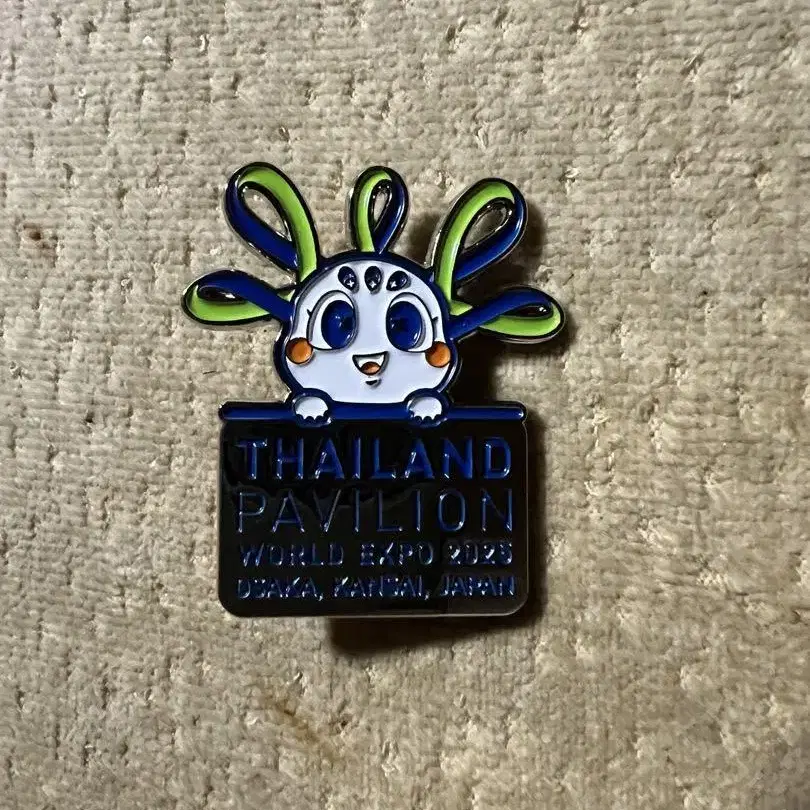 THAILAND
PAVILION
WORLD EXPO 2025
OSAKA, KANSAI, JAPAN